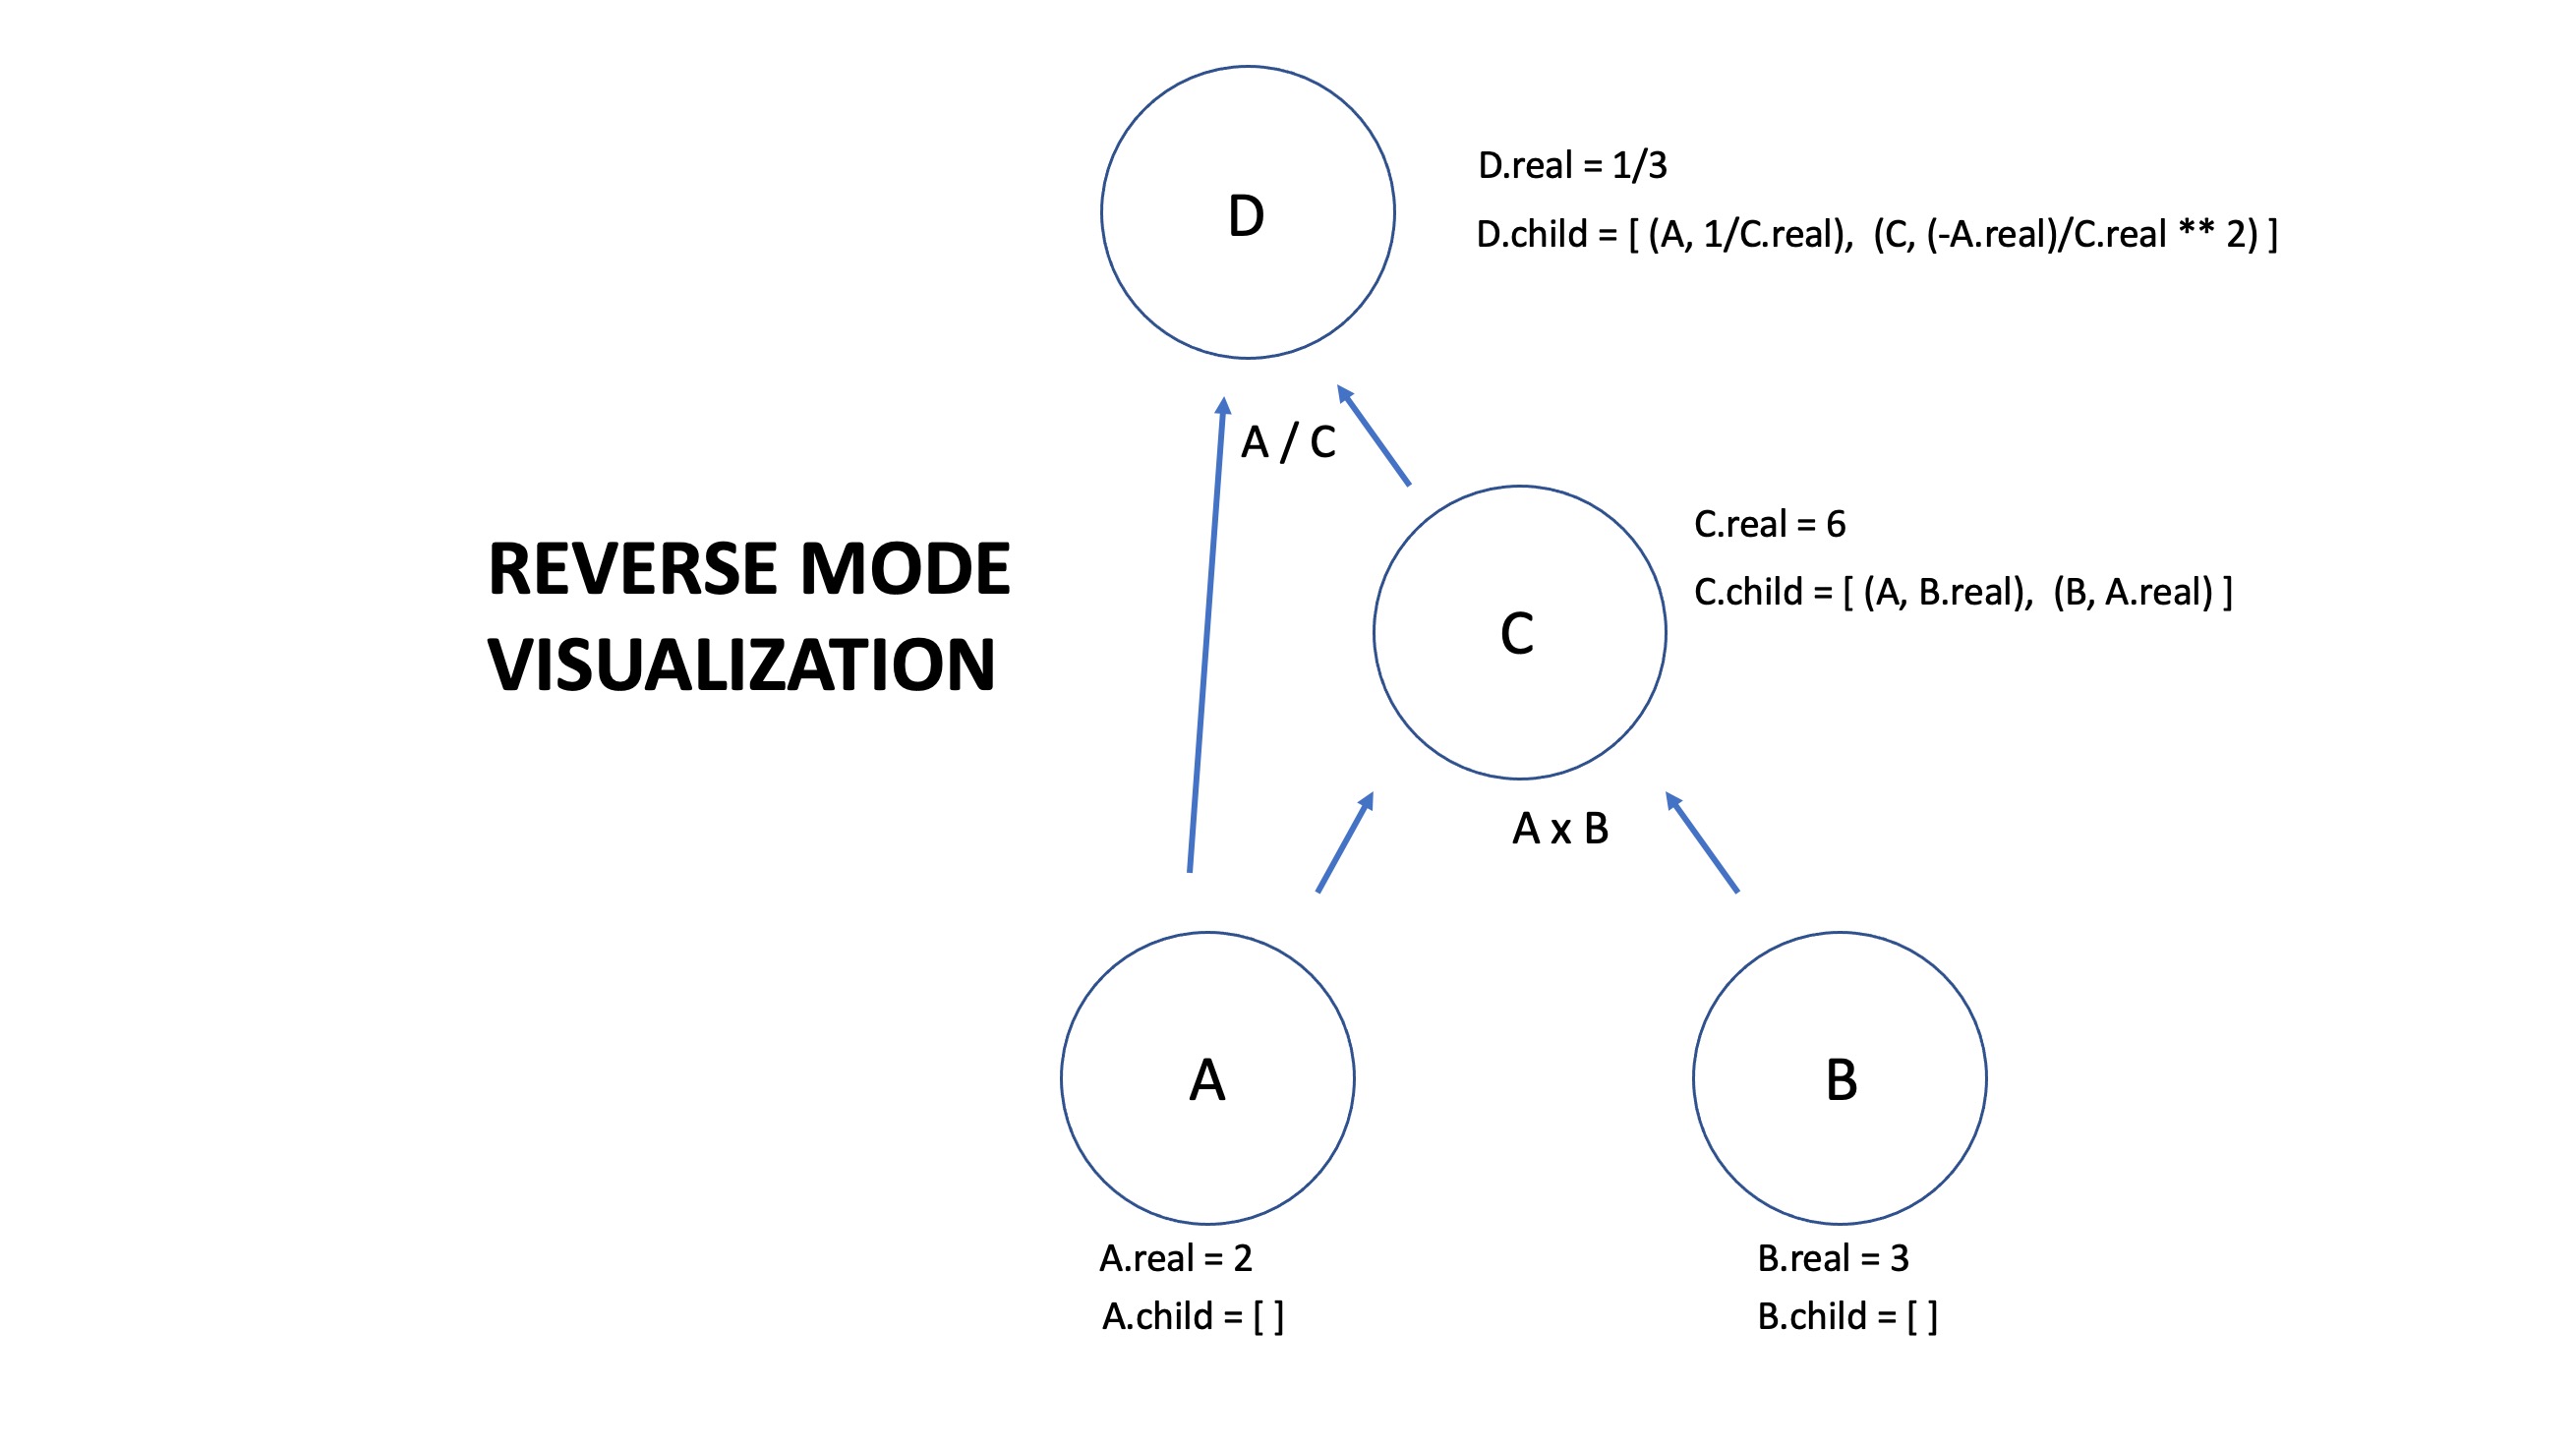 D
D.real = 1/3
D.child = [ (A, 1/C.real), (C, (-A.real)/C.real ** 2) ]
A / C
REVERSE MODE
VISUALIZATION
C
C.real = 6
C.child = [ (A, B.real), (B, A.real) ]
A x B
A
B
A.real = 2
A.child = [ ]
B.real = 3
B.child = [ ]